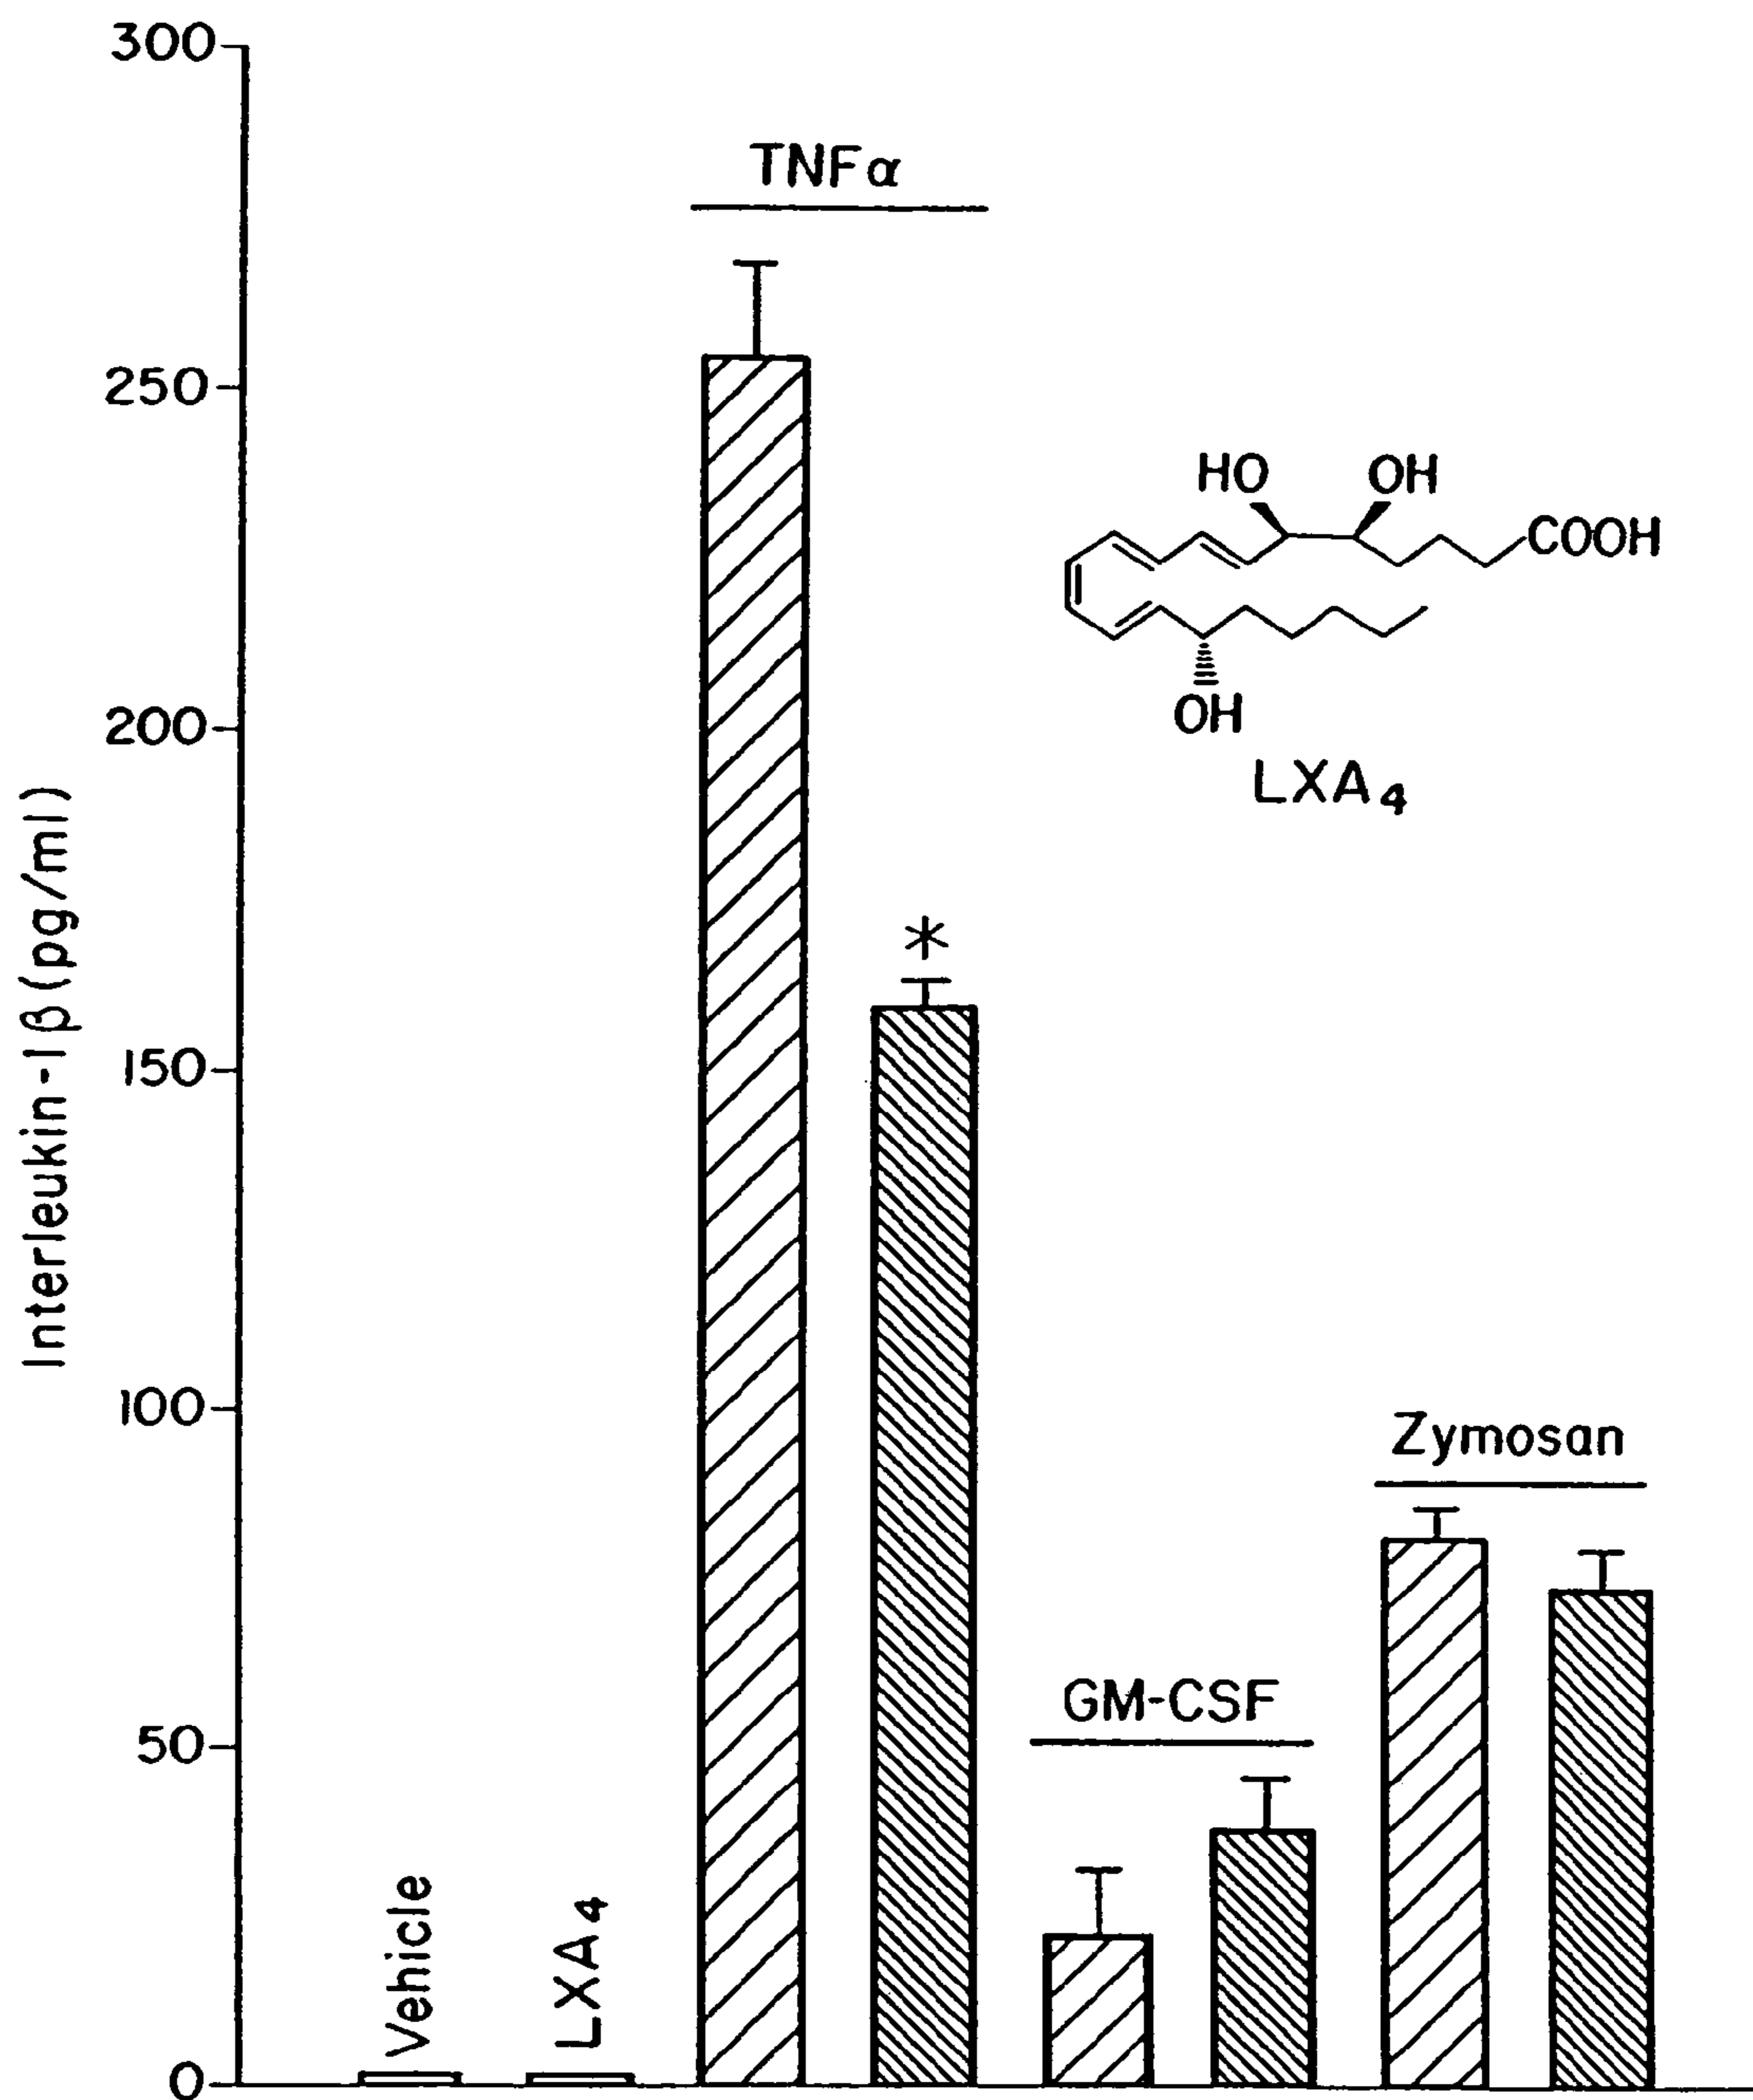 300
250
200
150
100
50
0
Interleukin-1β (pg/ml)
TNFα
*
HO OH
COOH
OH
LXA4
Zymosan
GM-CSF
Vehicle
LXA4